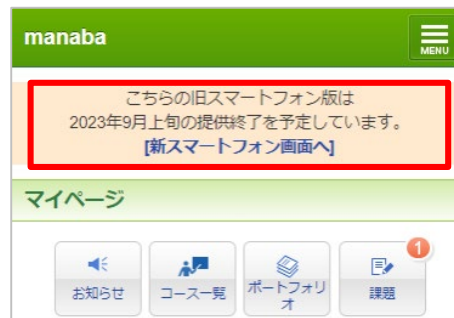 manaba
MENU
こちらの旧スマートフォン版は
2023年9月上旬の提供終了を予定しています。
[新スマートフォン画面へ]
マイページ
1
お知らせ
コース一覧
ポートフォリ
オ
課題